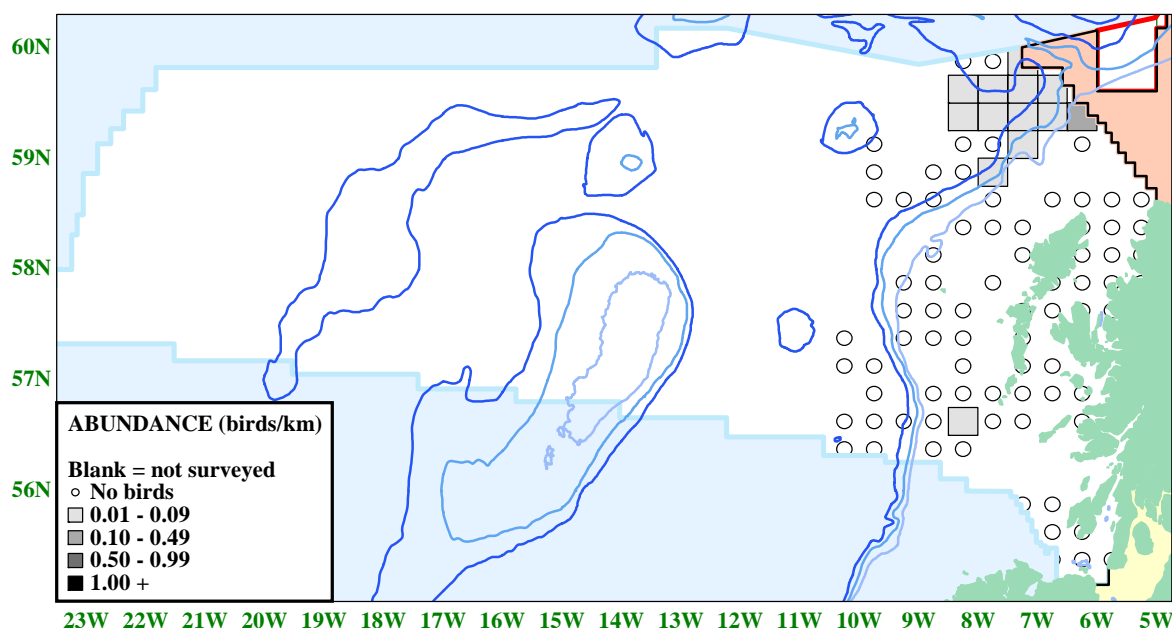 60N
59N
58N
57N
56N
ABUNDANCE (birds/km)
Blank = not surveyed
No birds
0.01 - 0.09
0.10 - 0.49
0.50 - 0.99
1.00 +
23W 22W 21W 20W 19W 18W 17W 16W 15W 14W 13W 12W 11W 10W 9W 8W 7W 6W 5W